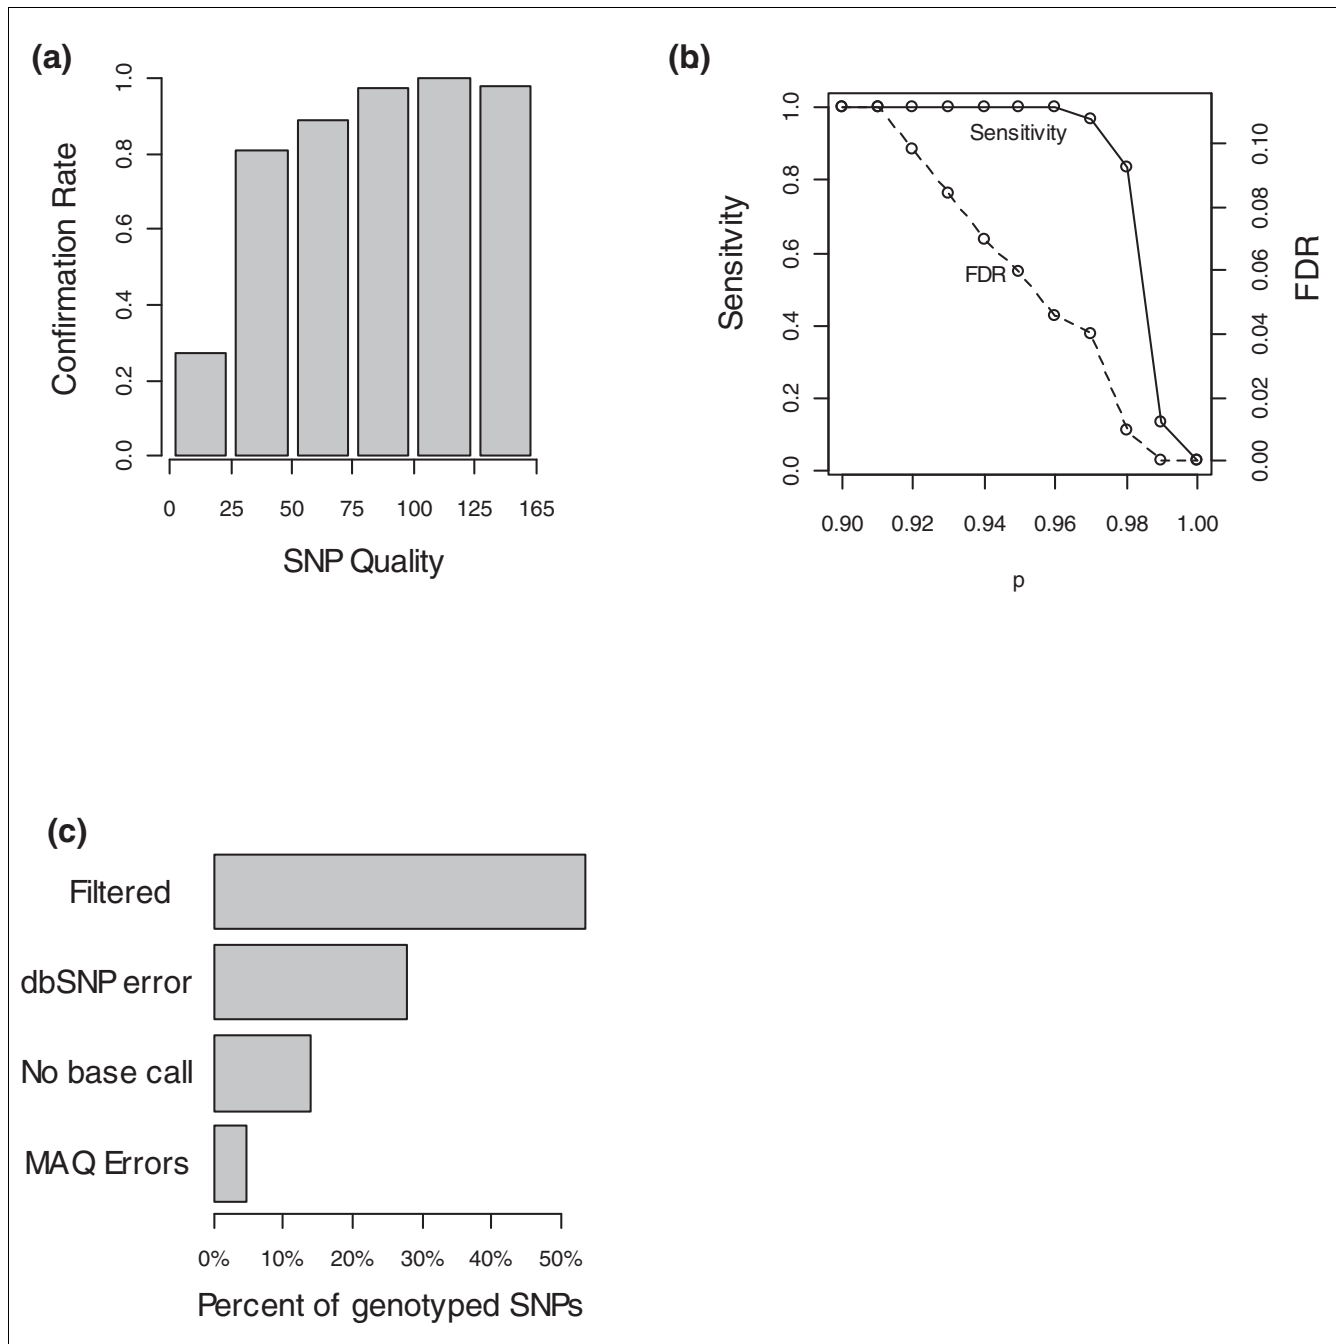 (a)
Confirmation Rate
0.0 0.2 0.4 0.6 0.8 1.0
0 25 50 75 100 125 165
SNP Quality
(b)
Sensitvity
0.0 0.2 0.4 0.6 0.8 1.0
Sensitivity
FDR
0.00 0.02 0.04 0.06 0.08 0.10
FDR
0.90 0.92 0.94 0.96 0.98 1.00
p
(c)
Filtered
dbSNP error
No base call
MAQ Errors
0% 10% 20% 30% 40% 50%
Percent of genotyped SNPs